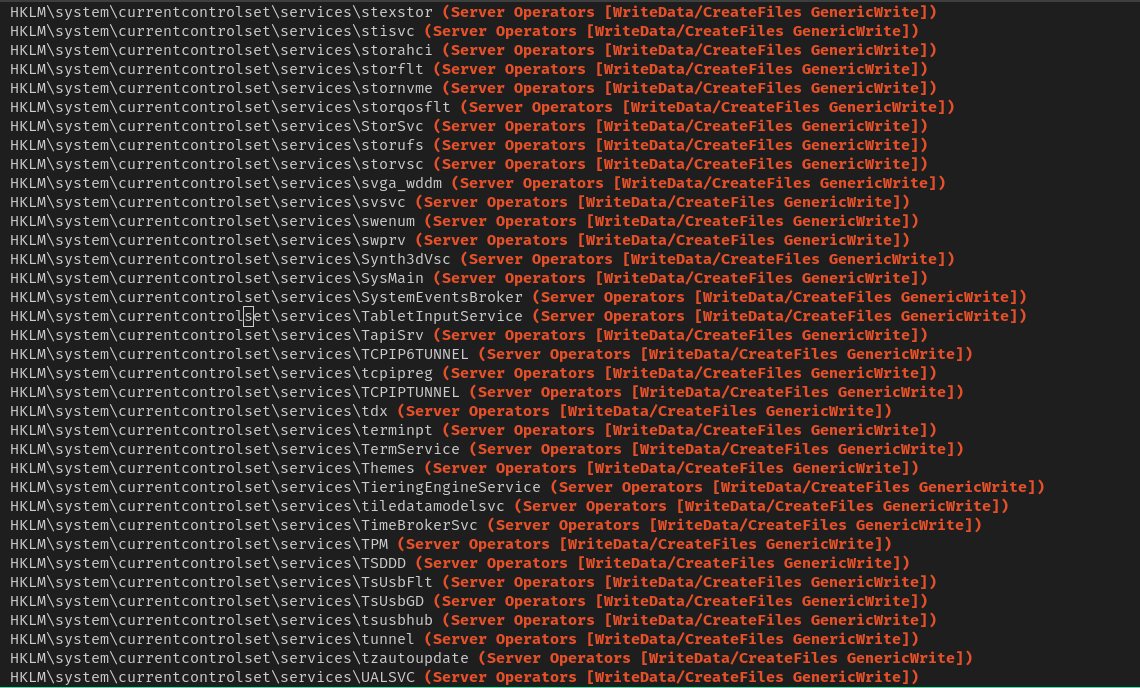 HKLM\system\currentcontrolset\services\stexstor (Server Operators [WriteData/CreateFiles GenericWrite])
HKLM\system\currentcontrolset\services\stisvc (Server Operators [WriteData/CreateFiles GenericWrite])
HKLM\system\currentcontrolset\services\storahci (Server Operators [WriteData/CreateFiles GenericWrite])
HKLM\system\currentcontrolset\services\storflt (Server Operators [WriteData/CreateFiles GenericWrite])
HKLM\system\currentcontrolset\services\stornvme (Server Operators [WriteData/CreateFiles GenericWrite])
HKLM\system\currentcontrolset\services\storqosflt (Server Operators [WriteData/CreateFiles GenericWrite])
HKLM\system\currentcontrolset\services\StorSvc (Server Operators [WriteData/CreateFiles GenericWrite])
HKLM\system\currentcontrolset\services\storufs (Server Operators [WriteData/CreateFiles GenericWrite])
HKLM\system\currentcontrolset\services\storvsc (Server Operators [WriteData/CreateFiles GenericWrite])
HKLM\system\currentcontrolset\services\svga_wddm (Server Operators [WriteData/CreateFiles GenericWrite])
HKLM\system\currentcontrolset\services\svsvc (Server Operators [WriteData/CreateFiles GenericWrite])
HKLM\system\currentcontrolset\services\swenum (Server Operators [WriteData/CreateFiles GenericWrite])
HKLM\system\currentcontrolset\services\swprv (Server Operators [WriteData/CreateFiles GenericWrite])
HKLM\system\currentcontrolset\services\Synth3dVsc (Server Operators [WriteData/CreateFiles GenericWrite])
HKLM\system\currentcontrolset\services\SysMain (Server Operators [WriteData/CreateFiles GenericWrite])
HKLM\system\currentcontrolset\services\SystemEventsBroker (Server Operators [WriteData/CreateFiles GenericWrite])
HKLM\system\currentcontrolset\services\TabletInputService (Server Operators [WriteData/CreateFiles GenericWrite])
HKLM\system\currentcontrolset\services\TapiSrv (Server Operators [WriteData/CreateFiles GenericWrite])
HKLM\system\currentcontrolset\services\TCPIP6TUNNEL (Server Operators [WriteData/CreateFiles GenericWrite])
HKLM\system\currentcontrolset\services\tcpipreg (Server Operators [WriteData/CreateFiles GenericWrite])
HKLM\system\currentcontrolset\services\TCPIPTUNNEL (Server Operators [WriteData/CreateFiles GenericWrite])
HKLM\system\currentcontrolset\services\tdx (Server Operators [WriteData/CreateFiles GenericWrite])
HKLM\system\currentcontrolset\services\terminpt (Server Operators [WriteData/CreateFiles GenericWrite])
HKLM\system\currentcontrolset\services\TermService (Server Operators [WriteData/CreateFiles GenericWrite])
HKLM\system\currentcontrolset\services\Themes (Server Operators [WriteData/CreateFiles GenericWrite])
HKLM\system\currentcontrolset\services\TieringEngineService (Server Operators [WriteData/CreateFiles GenericWrite])
HKLM\system\currentcontrolset\services\tiledatamodelsvc (Server Operators [WriteData/CreateFiles GenericWrite])
HKLM\system\currentcontrolset\services\TimeBrokerSvc (Server Operators [WriteData/CreateFiles GenericWrite])
HKLM\system\currentcontrolset\services\TPM (Server Operators [WriteData/CreateFiles GenericWrite])
HKLM\system\currentcontrolset\services\TSDDD (Server Operators [WriteData/CreateFiles GenericWrite])
HKLM\system\currentcontrolset\services\TsUsbFlt (Server Operators [WriteData/CreateFiles GenericWrite])
HKLM\system\currentcontrolset\services\TsUsbGD (Server Operators [WriteData/CreateFiles GenericWrite])
HKLM\system\currentcontrolset\services\tsusbhub (Server Operators [WriteData/CreateFiles GenericWrite])
HKLM\system\currentcontrolset\services\tunnel (Server Operators [WriteData/CreateFiles GenericWrite])
HKLM\system\currentcontrolset\services\tzautoupdate (Server Operators [WriteData/CreateFiles GenericWrite])
HKLM\system\currentcontrolset\services\UALSVC (Server Operators [WriteData/CreateFiles GenericWrite])